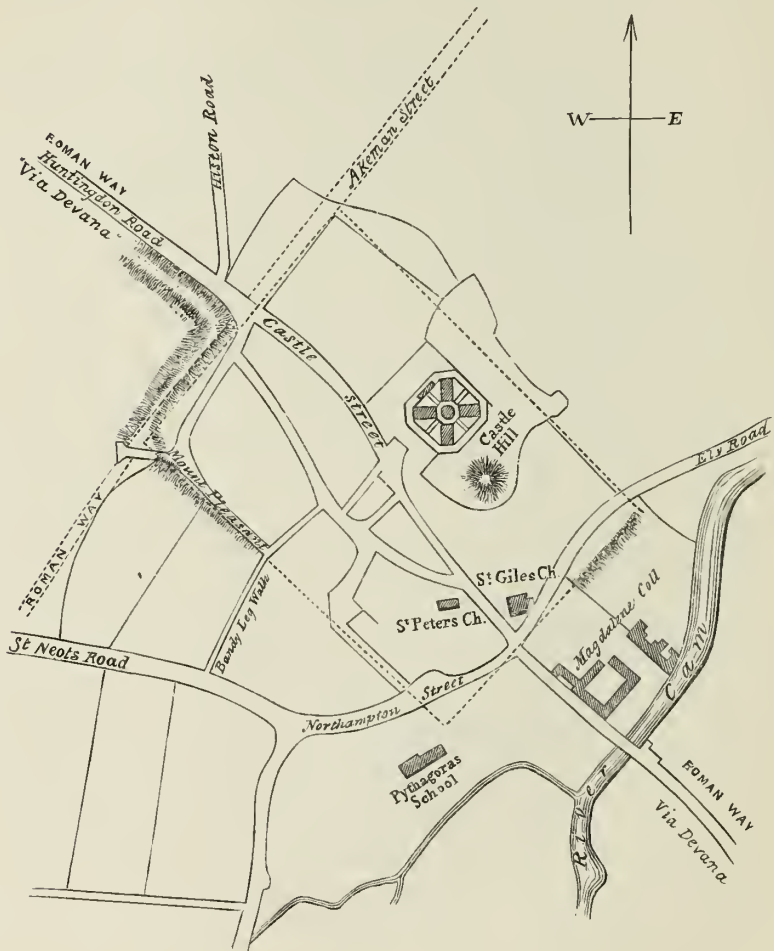 Histon Road
Akeman Street
W
E
ROMAN WAY
Huntingdon Road
"Via Devana"
Castle
Street
Castle
Hill
Ely Road
Mount Pleasant
ROMAN WAY
Bandy Leg Walk
St Giles Ch.
St Peters Ch.
Magdalene Coll
St Neots Road
Northampton
Street
Pythagoras
School
River Cam
ROMAN WAY
Via Devana